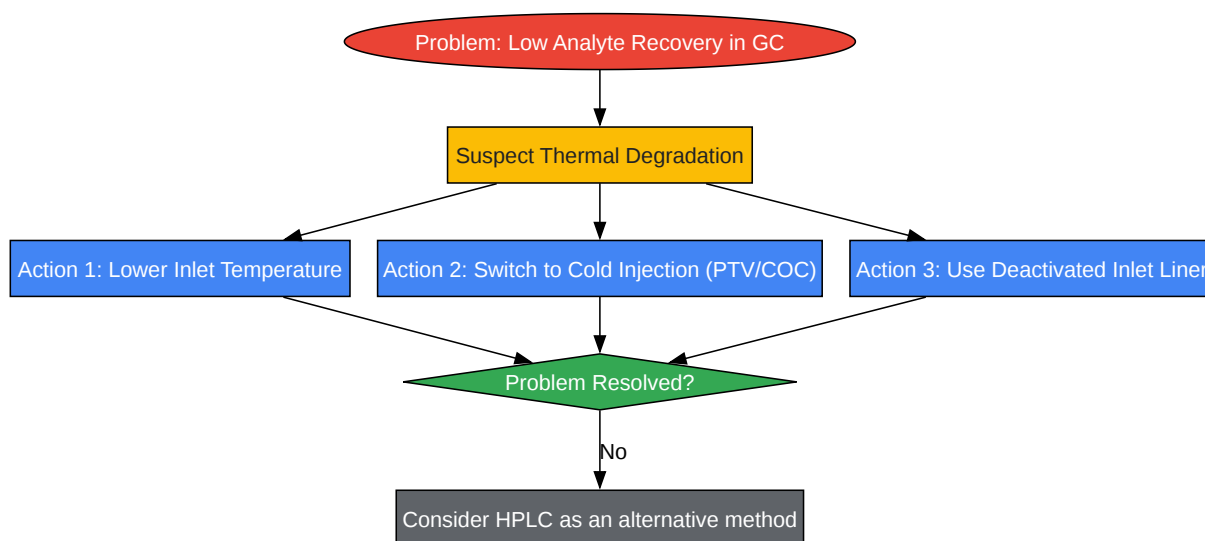 Problem: Low Analyte Recovery in GC
Suspect Thermal Degradation
Action 1: Lower Inlet Temperature
Action 2: Switch to Cold Injection (PTV/COC)
Action 3: Use Deactivated Inlet Liner
Problem Resolved?
No
Consider HPLC as an alternative method